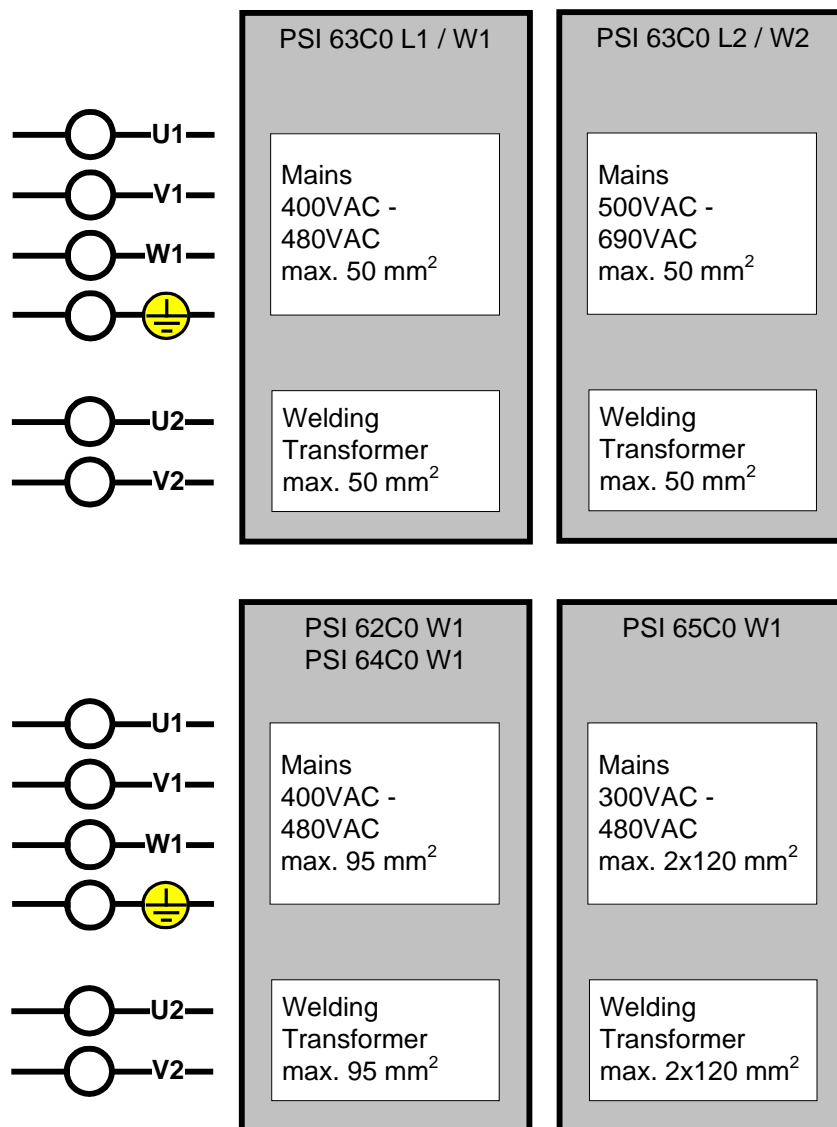 PSI 63C0 L1 / W1
PSI 63C0 L2 / W2
U1
V1
W1
U2
V2
Mains
400VAC -
480VAC
max. 50 mm²
Mains
500VAC -
690VAC
max. 50 mm²
Welding
Transformer
max. 50 mm²
Welding
Transformer
max. 50 mm²
PSI 62C0 W1
PSI 64C0 W1
PSI 65C0 W1
U1
V1
W1
U2
V2
Mains
400VAC -
480VAC
max. 95 mm²
Mains
300VAC -
480VAC
max. 2x120 mm²
Welding
Transformer
max. 95 mm²
Welding
Transformer
max. 2x120 mm²